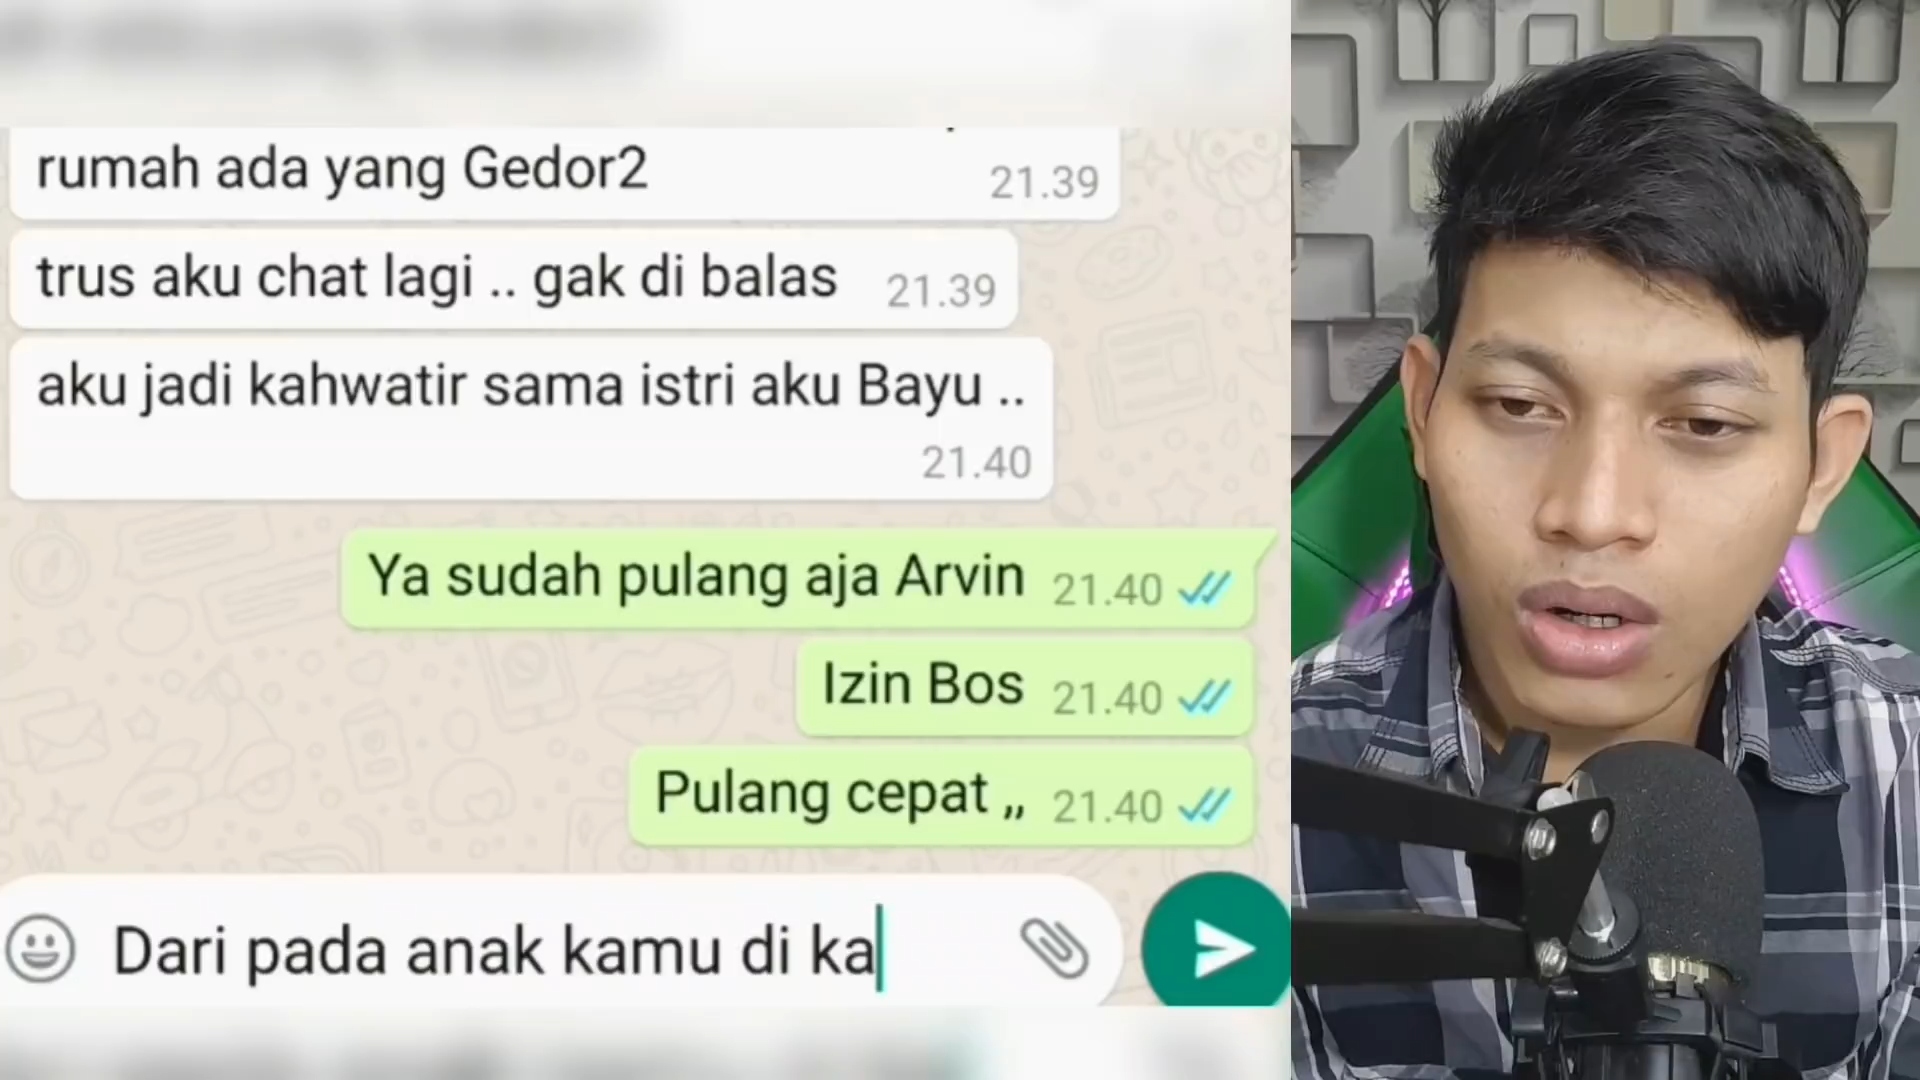 rumah ada yang Gedor2 21.39
trus aku chat lagi .. gak di balas 21.39
aku jadi kahwatir sama istri aku Bayu ..
21.40
Ya sudah pulang aja Arvin 21.40
Izin Bos 21.40
Pulang cepat ,, 21.40
Dari pada anak kamu di ka